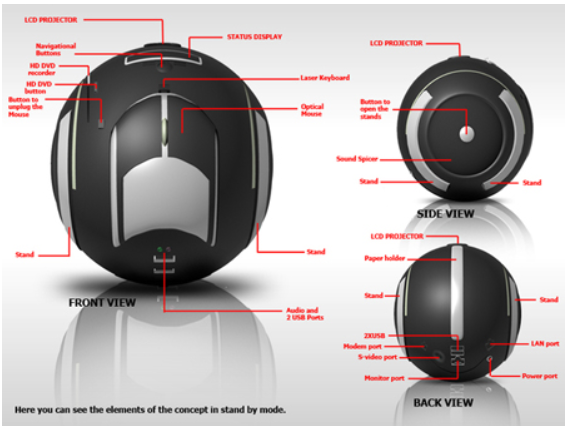 LCD PROJECTOR
STATUS DISPLAY
Navigational
Buttons
HD DVD
recorder
HD DVD
button
Button to
unplug the
Mouse
Laser Keyboard
Optical
Mouse
Stand
Stand
FRONT VIEW
Audio and
2 USB Ports
LCD PROJECTOR
Button to
open the
stands
Sound Spicer
Stand
Stand
SIDE VIEW
LCD PROJECTOR
Paper holder
Stand
Stand
2XUSB
Modem port
S-video port
Monitor port
LAN port
Power port
BACK VIEW
Here you can see the elements of the concept in stand by mode.